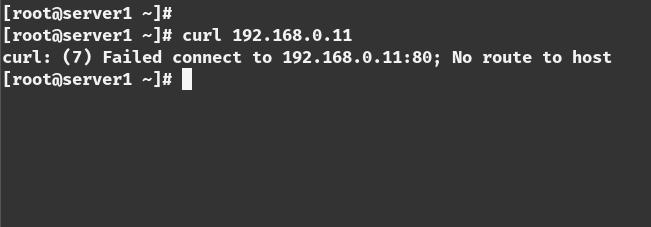 [root@server1 ~]#
[root@server1 ~]# curl 192.168.0.11
curl: (7) Failed connect to 192.168.0.11:80; No route to host
[root@server1 ~]#